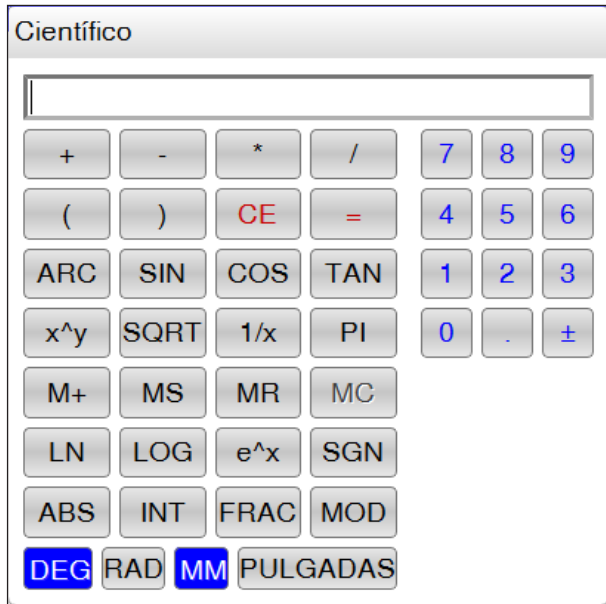 Científico
+ - * / 7 8 9
( ) CE = 4 5 6
ARC SIN COS TAN 1 2 3
x^y SQRT 1/x PI 0 . ±
M+ MS MR MC
LN LOG e^x SGN
ABS INT FRAC MOD
DEG RAD MM PULGADAS